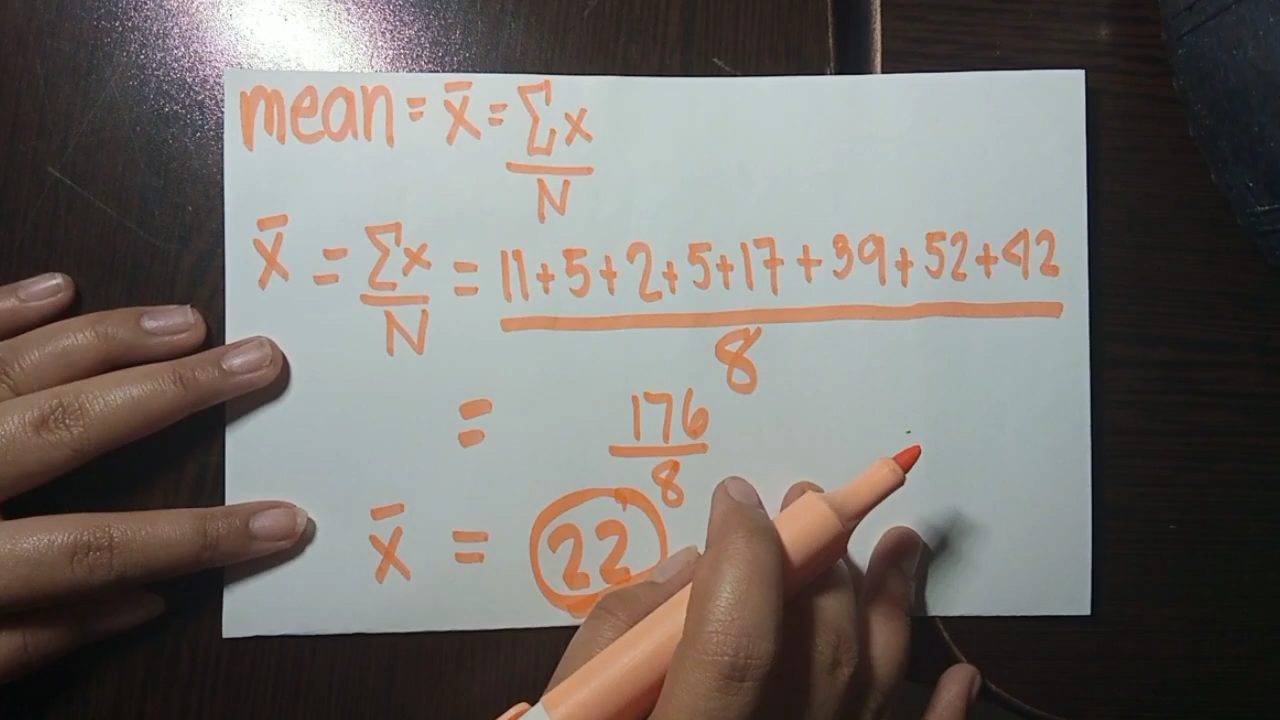 mean = x̄ = Σx/N
x̄ = Σx/N = 11+5+2+5+17+39+52+42/8
= 176/8
x̄ = 22